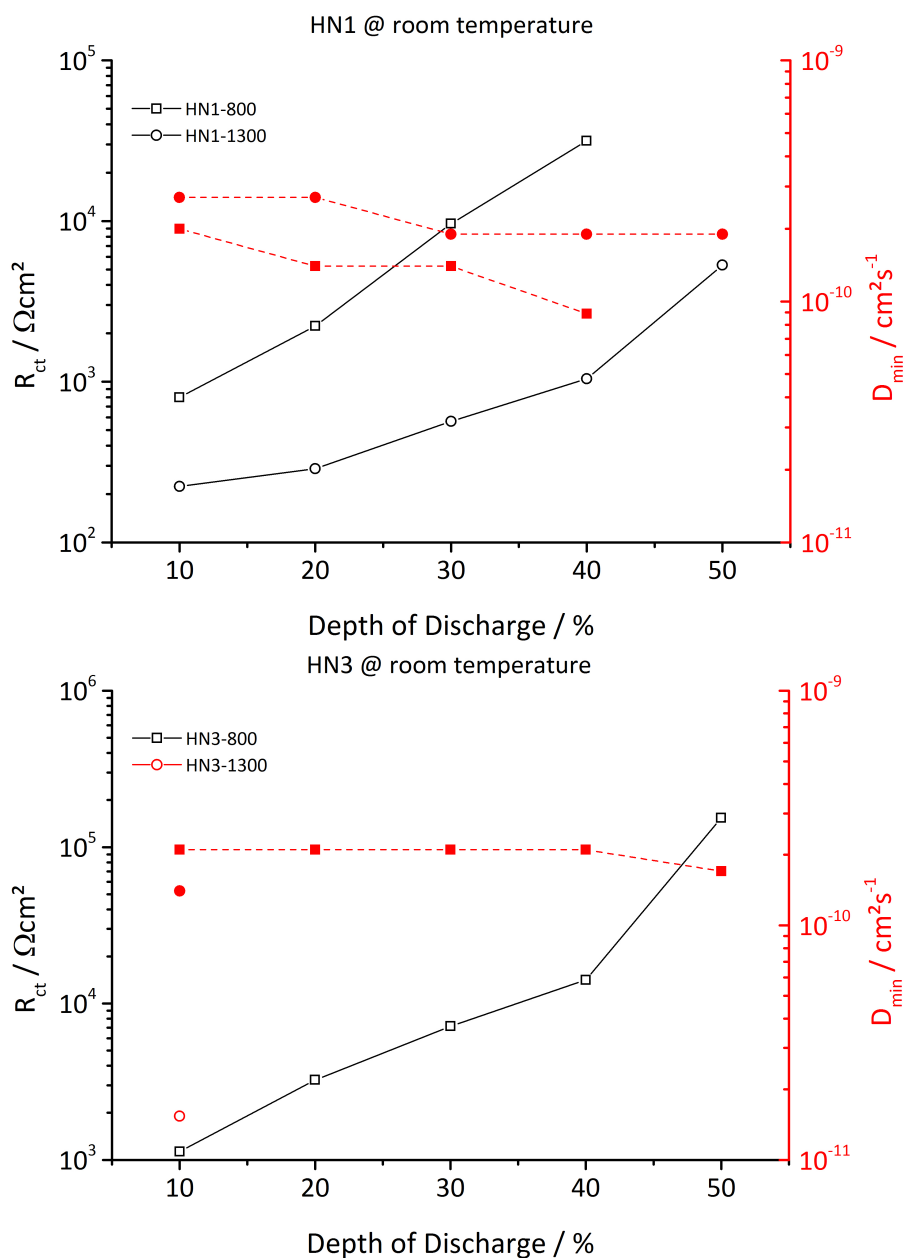 HN1 @ room temperature
10⁵
10⁻⁹
HN1-800
HN1-1300
10⁴
R_ct / Ωcm²
10⁻¹⁰
D_min / cm²s⁻¹
10³
10²
10⁻¹¹
10 20 30 40 50
Depth of Discharge / %
HN3 @ room temperature
10⁶
10⁻⁹
HN3-800
HN3-1300
10⁵
R_ct / Ωcm²
10⁻¹⁰
D_min / cm²s⁻¹
10⁴
10³
10⁻¹¹
10 20 30 40 50
Depth of Discharge / %